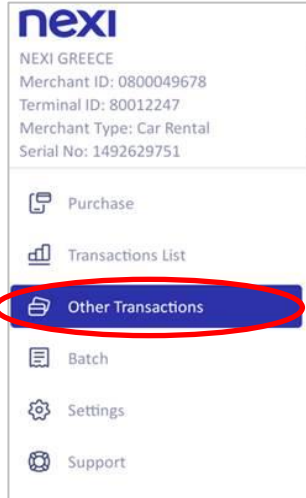 nexi
NEXI GREECE
Merchant ID: 0800049678
Terminal ID: 80012247
Merchant Type: Car Rental
Serial No: 1492629751
Purchase
Transactions List
Other Transactions
Batch
Settings
Support